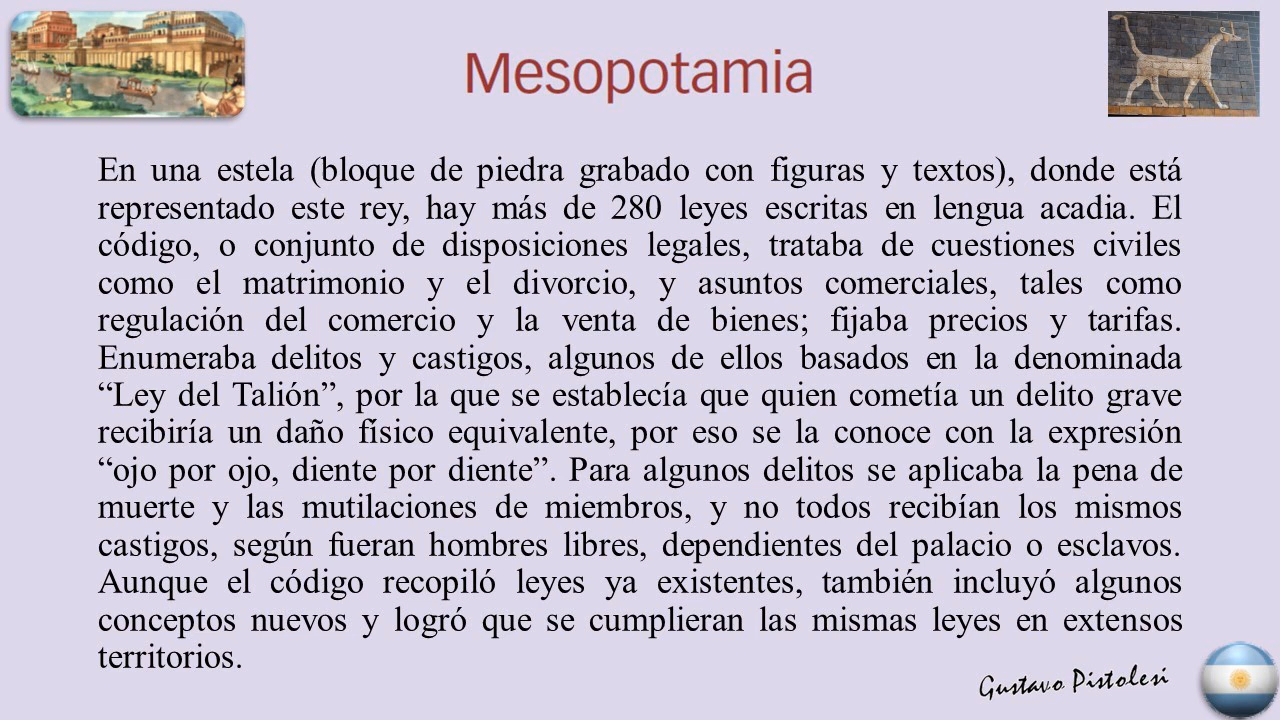 Mesopotamia
En una estela (bloque de piedra grabado con figuras y textos), donde está
representado este rey, hay más de 280 leyes escritas en lengua acadia. El
código, o conjunto de disposiciones legales, trataba de cuestiones civiles
como el matrimonio y el divorcio, y asuntos comerciales, tales como
regulación del comercio y la venta de bienes; fijaba precios y tarifas.
Enumeraba delitos y castigos, algunos de ellos basados en la denominada
“Ley del Talión”, por la que se establecía que quien cometía un delito grave
recibiría un daño físico equivalente, por eso se la conoce con la expresión
“ojo por ojo, diente por diente”. Para algunos delitos se aplicaba la pena de
muerte y las mutilaciones de miembros, y no todos recibían los mismos
castigos, según fueran hombres libres, dependientes del palacio o esclavos.
Aunque el código recopiló leyes ya existentes, también incluyó algunos
conceptos nuevos y logró que se cumplieran las mismas leyes en extensos
territorios.
Gustavo Pistolesi